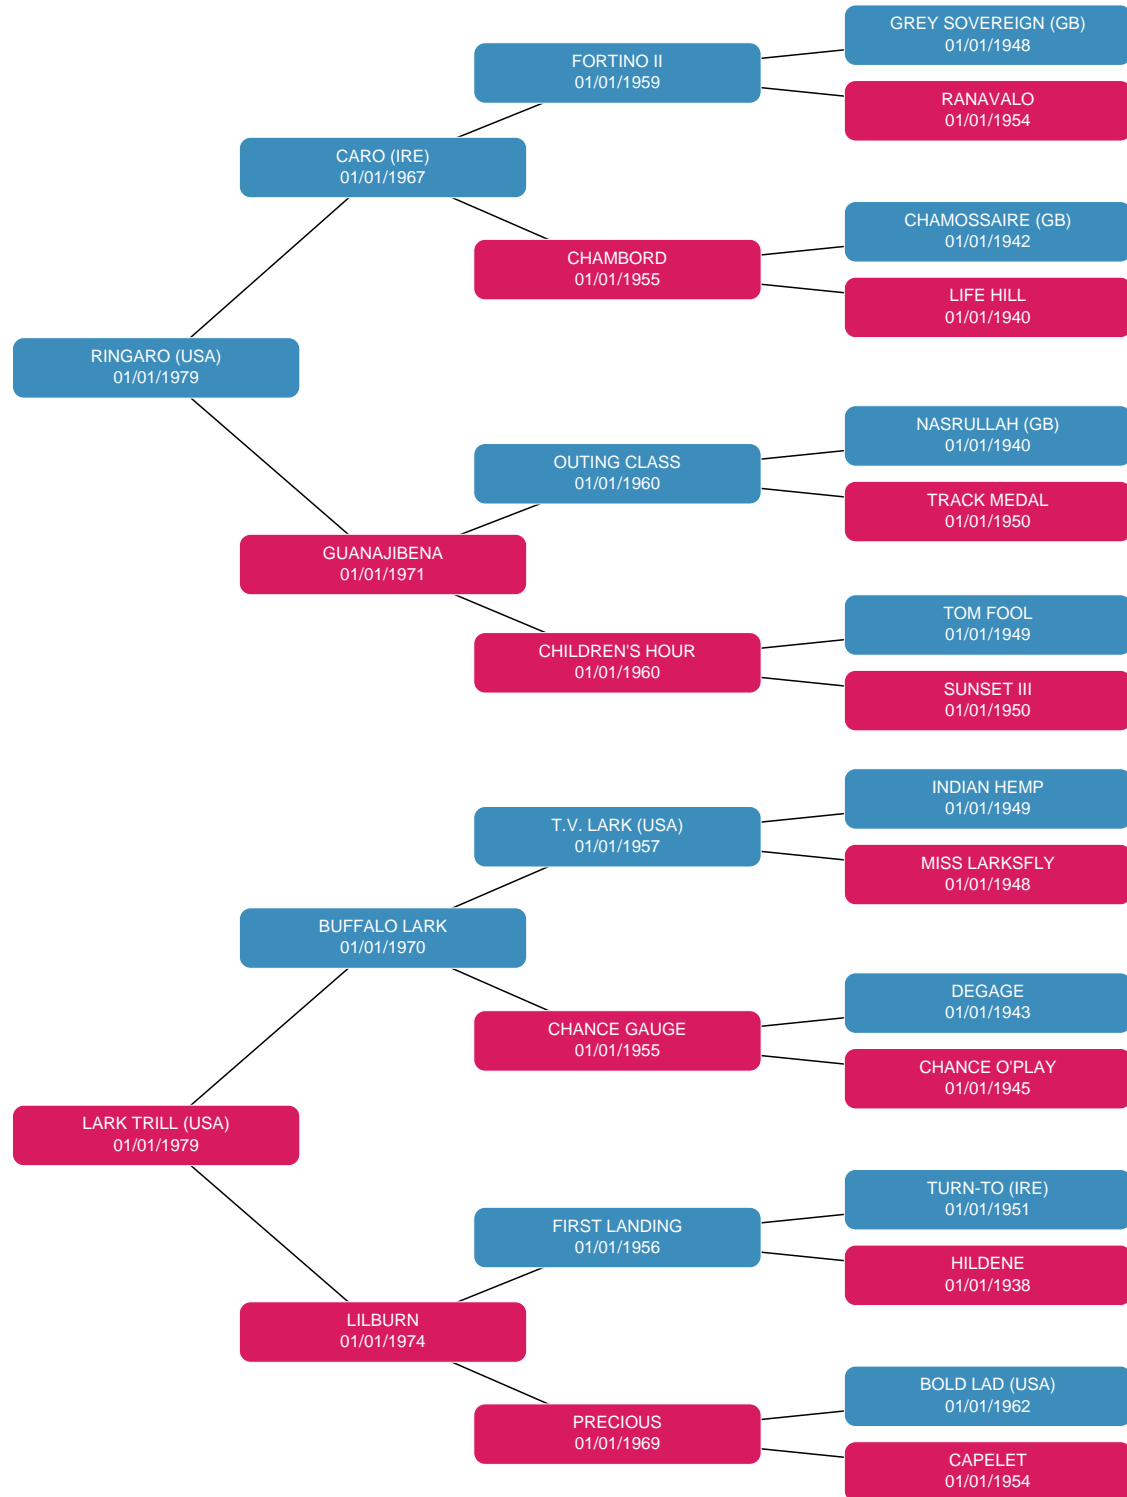 GREY SOVEREIGN (GB)
01/01/1948
FORTINO II
01/01/1959
RANAVALO
01/01/1954
CARO (IRE)
01/01/1967
CHAMOSSAIRE (GB)
01/01/1942
CHAMBORD
01/01/1955
LIFE HILL
01/01/1940
RINGARO (USA)
01/01/1979
NASRULLAH (GB)
01/01/1940
OUTING CLASS
01/01/1960
TRACK MEDAL
01/01/1950
GUANAJIBENA
01/01/1971
TOM FOOL
01/01/1949
CHILDREN'S HOUR
01/01/1960
SUNSET III
01/01/1950
INDIAN HEMP
01/01/1949
T.V. LARK (USA)
01/01/1957
MISS LARKSFLY
01/01/1948
BUFFALO LARK
01/01/1970
DEGAGE
01/01/1943
CHANCE GAUGE
01/01/1955
CHANCE O'PLAY
01/01/1945
LARK TRILL (USA)
01/01/1979
TURN-TO (IRE)
01/01/1951
FIRST LANDING
01/01/1956
HILDENE
01/01/1938
LILBURN
01/01/1974
BOLD LAD (USA)
01/01/1962
PRECIOUS
01/01/1969
CAPELET
01/01/1954